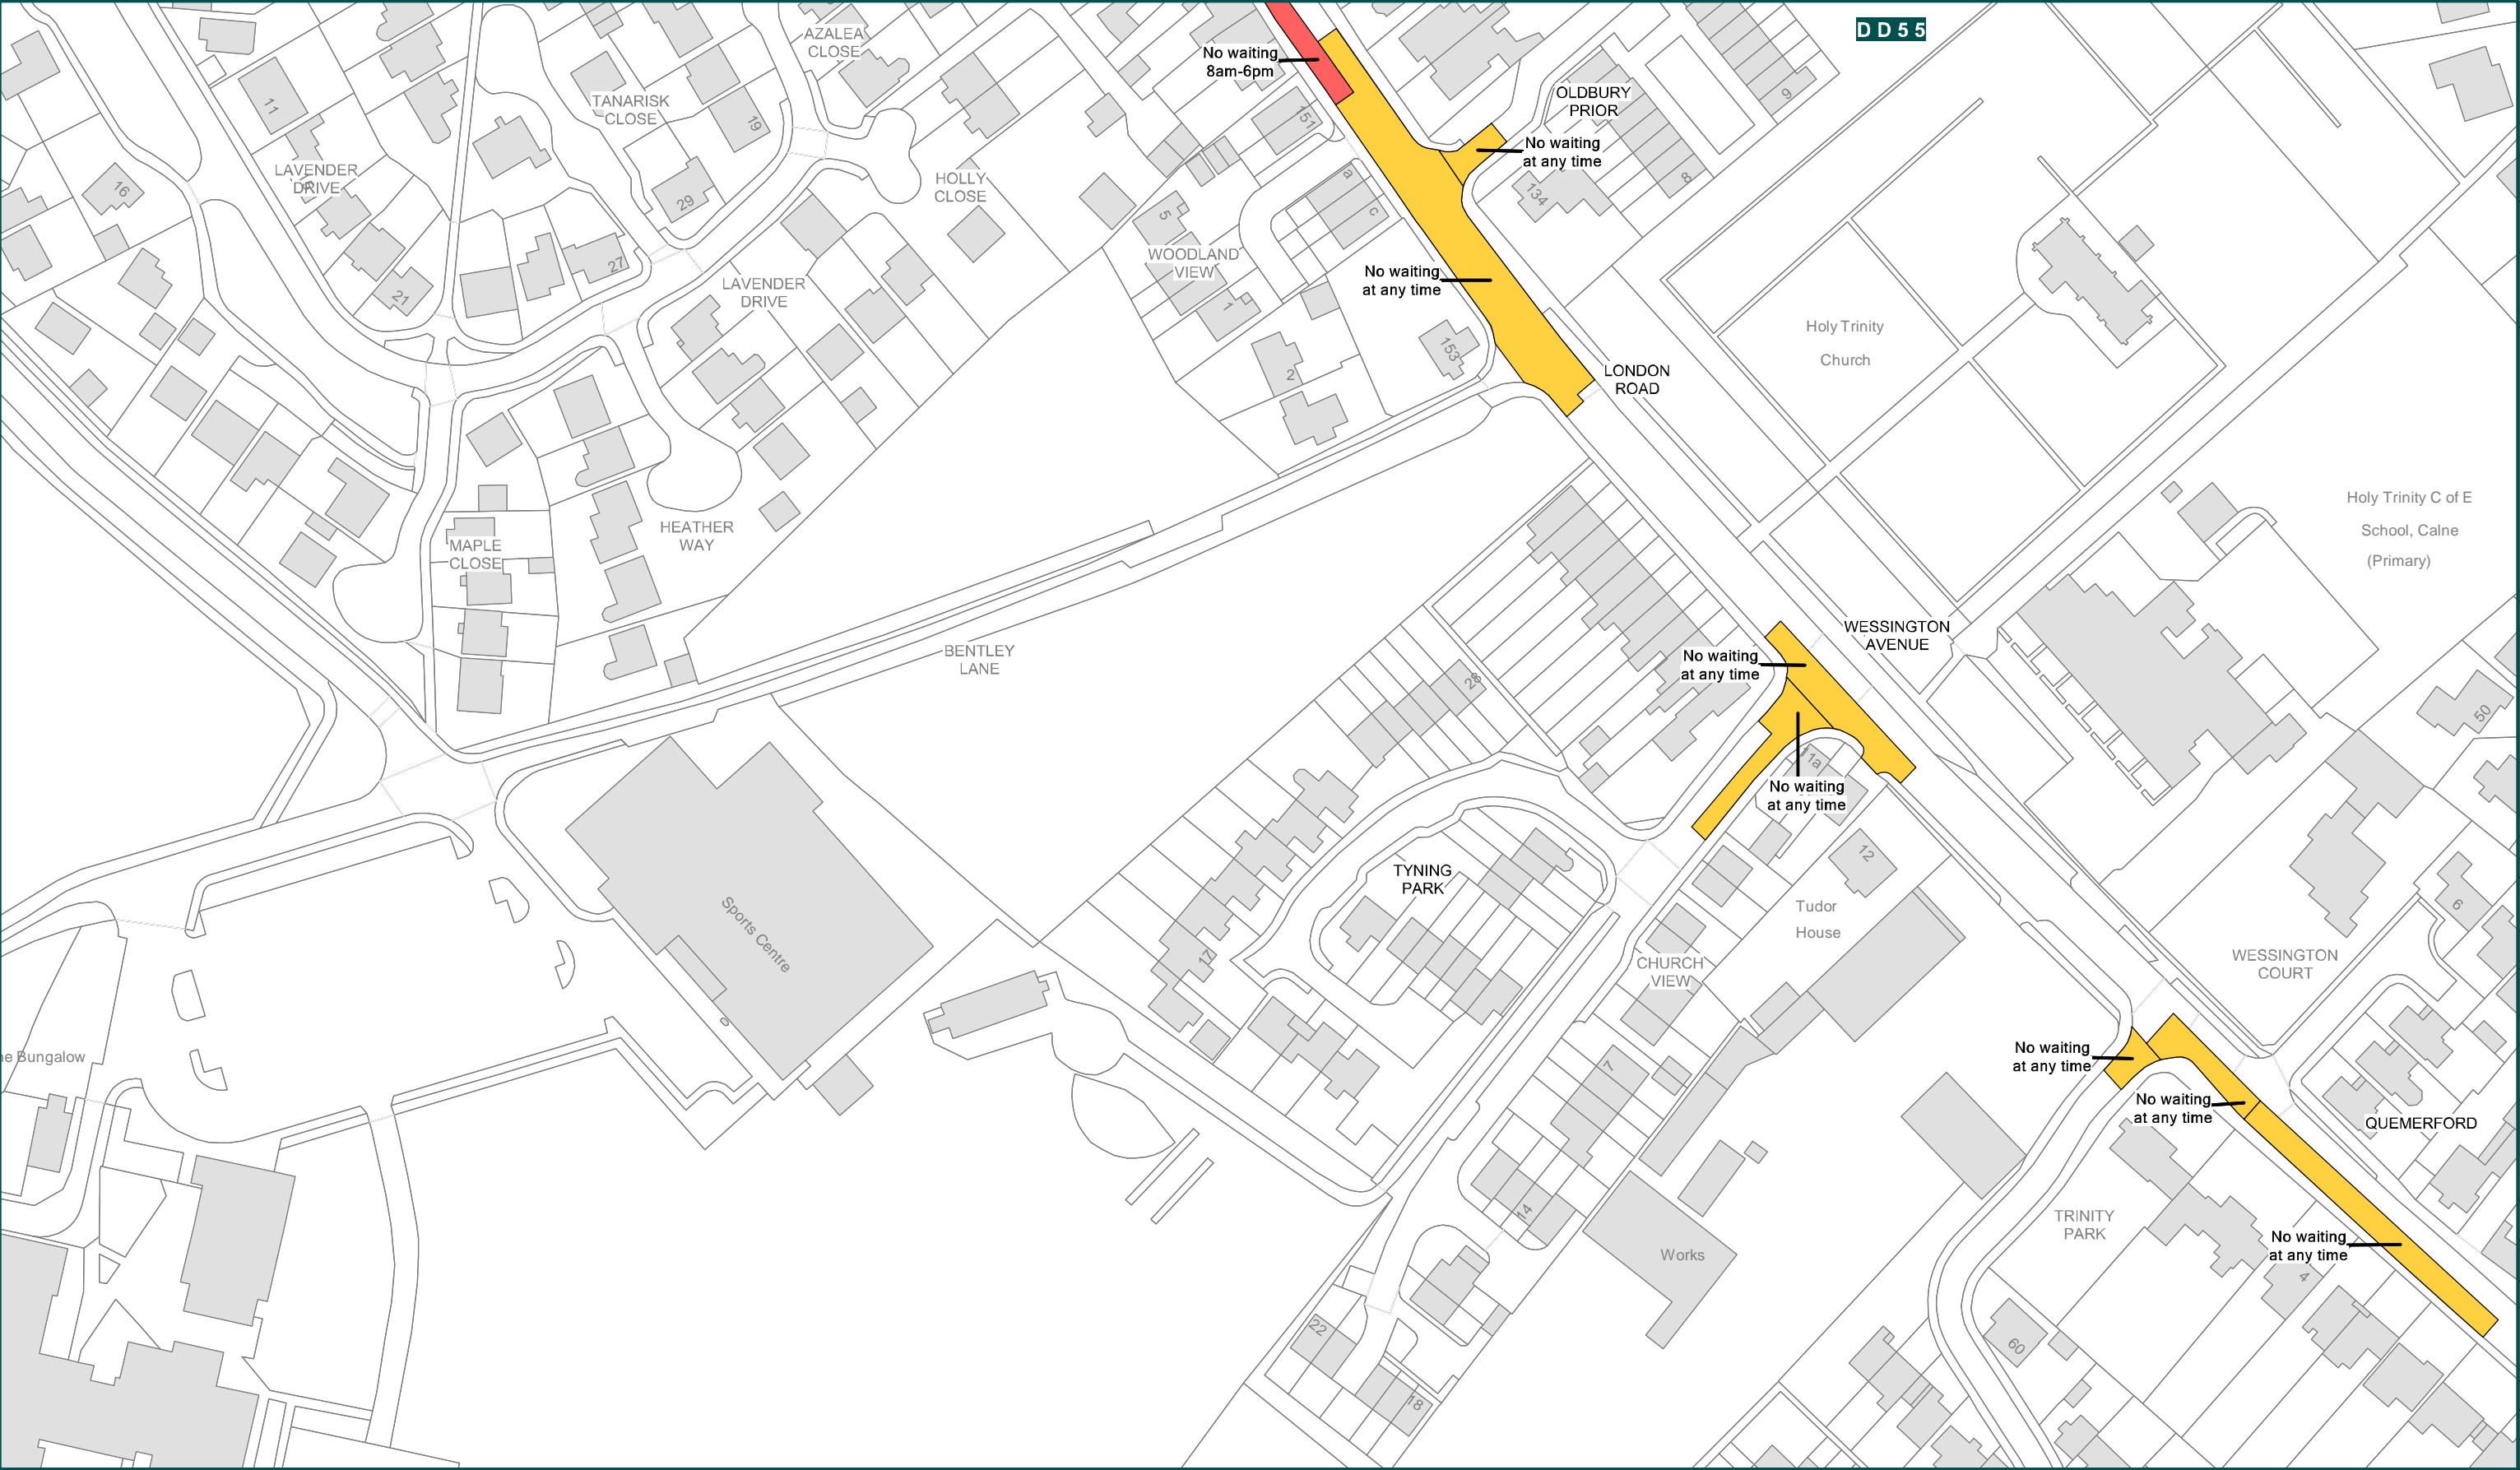 DD55
AZALEA
CLOSE
No waiting
8am-6pm
TANARISK
CLOSE
OLDBURY
PRIOR
9
11
19
151
No waiting
at any time
LAVENDER
DRIVE
16
29
HOLLY
CLOSE
a
c
134
8
5
WOODLAND
VIEW
27
21
LAVENDER
DRIVE
1
No waiting
at any time
153
2
LONDON
ROAD
Holy Trinity
Church
Holy Trinity C of E
School, Calne
(Primary)
HEATHER
WAY
MAPLE
CLOSE
BENTLEY
LANE
WESSINGTON
AVENUE
No waiting
at any time
28
50
11a
No waiting
at any time
12
TYNING
PARK
Tudor
House
6
Sports Centre
17
CHURCH
VIEW
WESSINGTON
COURT
9
he Bungalow
No waiting
at any time
7
No waiting
at any time
QUEMERFORD
14
TRINITY
PARK
Works
No waiting
at any time
4
22
60
18